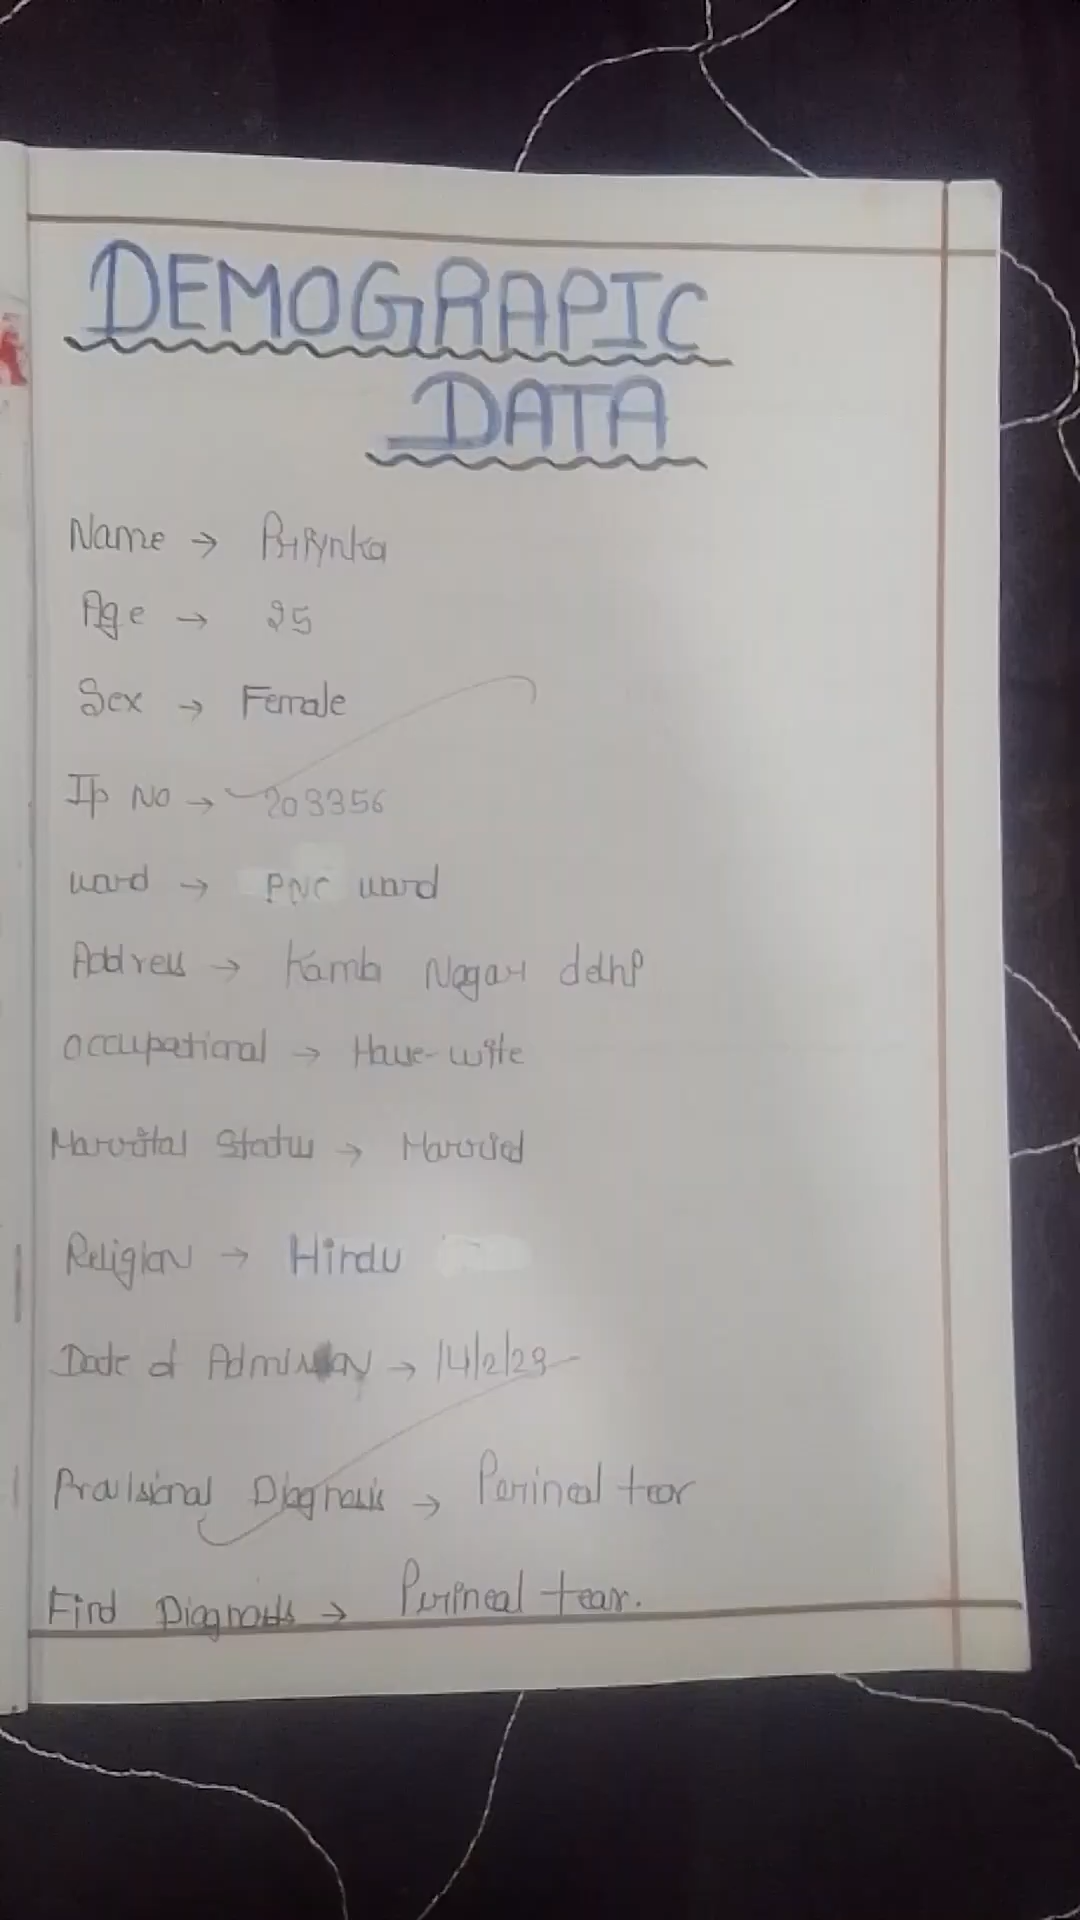 DEMOGRAPIC
DATA
Name → Priynka
Age → 25
Sex → Female
Ip No → 203356
ward → PNC ward
Address → Kamla Nagar delhi
occupational → House-wife
Marrital Status → Married
Religion → Hindu
Date of Admission → 14/2/23
Provisional Diagnosis → Perineal tear
Final Diagnosis → Perineal tear.